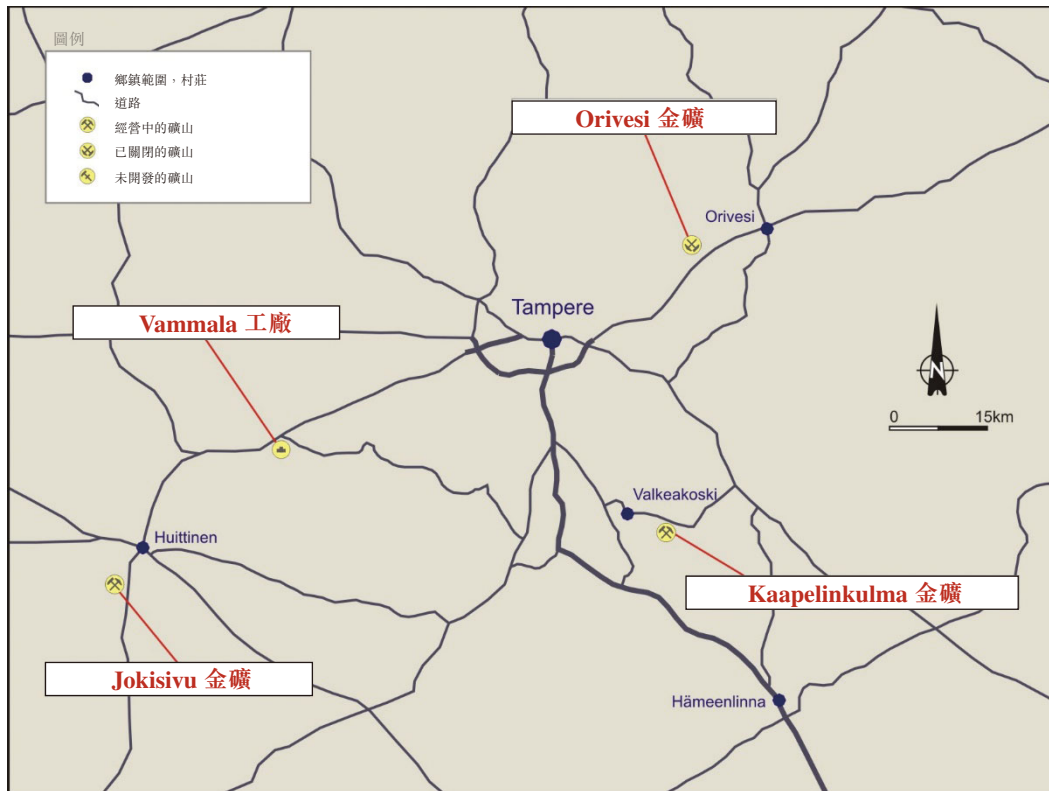 圖例
鄉鎮範圍，村莊
道路
經營中的礦山
已關閉的礦山
未開發的礦山
Orivesi 金礦
Orivesi
Tampere
Vammala 工廠
N
0 15km
Valkeakoski
Huittinen
Kaapelinkulma 金礦
Jokisivu 金礦
Hämeenlinna